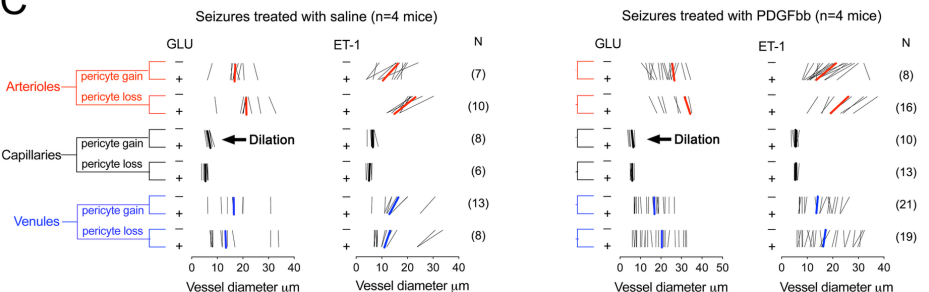 C
Seizures treated with saline (n=4 mice)
GLU
ET-1
N
Arterioles
pericyte gain
−
+
(7)
pericyte loss
−
+
(10)
Capillaries
pericyte gain
−
+
Dilation
(8)
pericyte loss
−
+
(6)
Venules
pericyte gain
−
+
(13)
pericyte loss
−
+
(8)
0 10 20 30 40
Vessel diameter µm
0 10 20 30 40
Vessel diameter µm
Seizures treated with PDGFbb (n=4 mice)
GLU
ET-1
N
−
+
(8)
−
+
(16)
−
+
Dilation
(10)
−
+
(13)
−
+
(21)
−
+
(19)
0 10 20 30 40 50
Vessel diameter µm
0 10 20 30 40
Vessel diameter µm